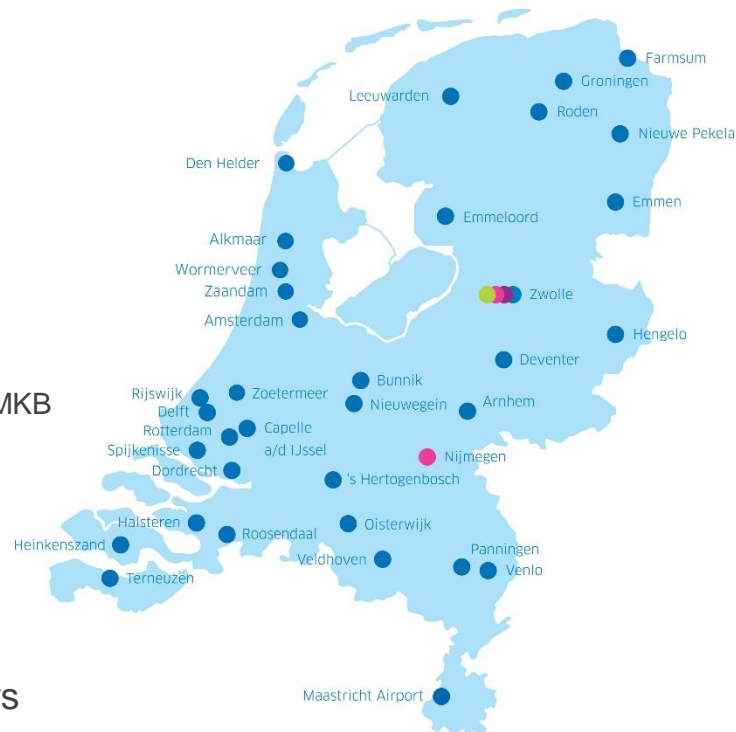 Farmsum
Groningen
Leeuwarden
Roden
Nieuwe Pekela
Den Helder
Emmen
Emmeloord
Alkmaar
Wormerveer
Zaandam
Zwolle
Amsterdam
Hengelo
Deventer
Bunnik
Rijswijk
Zoetermeer
MKB
Nieuwegein
Arnhem
Delft
Rotterdam
Capelle
a/d IJssel
Spijkenisse
Nijmegen
Dordrecht
's Hertogenbosch
Halsteren
Oisterwijk
Roosendaal
Heinkenszand
Panningen
Veldhoven
Venlo
Terneuzen
Maastricht Airport